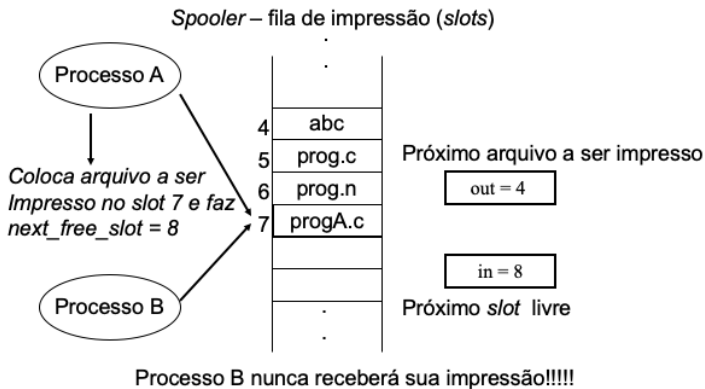 Spooler – fila de impressão (slots)
Processo A
4 abc
5 prog.c
6 prog.n
7 progA.c
Coloca arquivo a ser
Impresso no slot 7 e faz
next_free_slot = 8
Próximo arquivo a ser impresso
out = 4
in = 8
Próximo slot livre
Processo B
Processo B nunca receberá sua impressão!!!!!